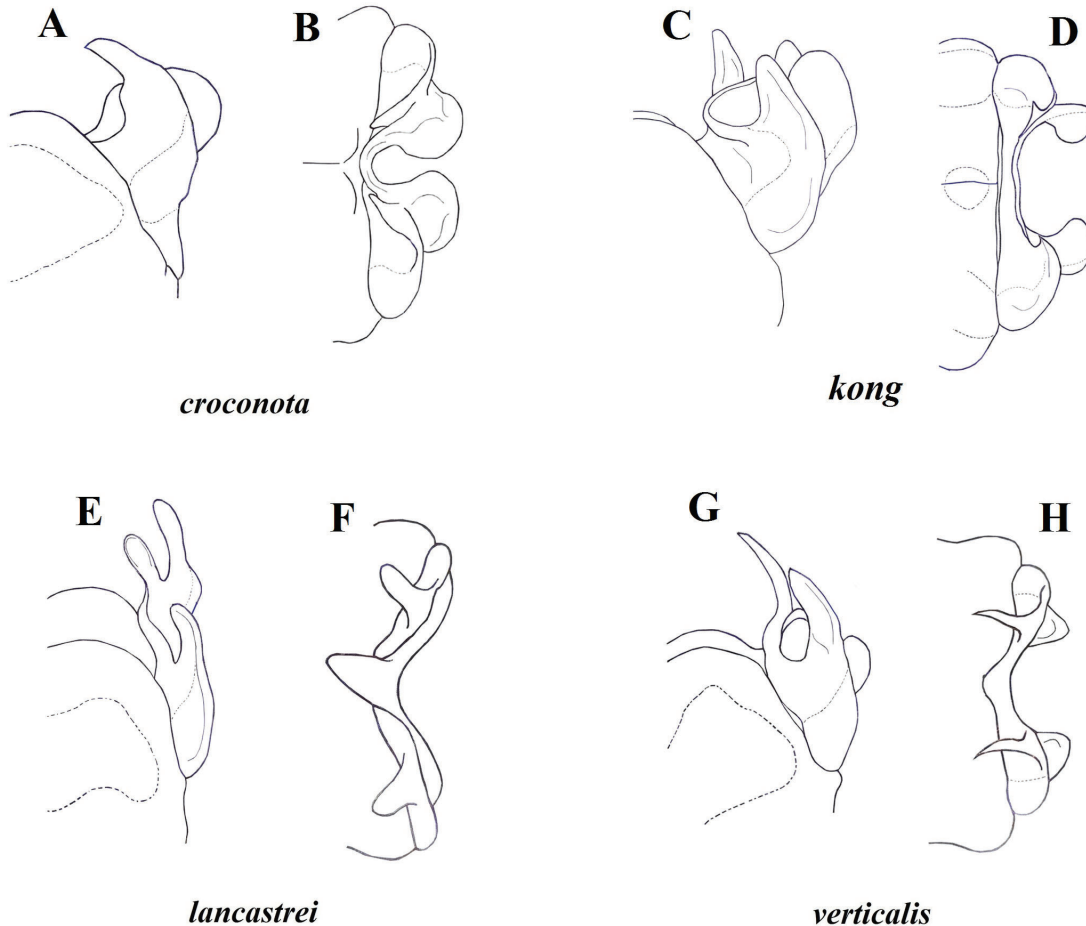 A B
croconota
C D
kong
E F
lancastrei
G H
verticalis